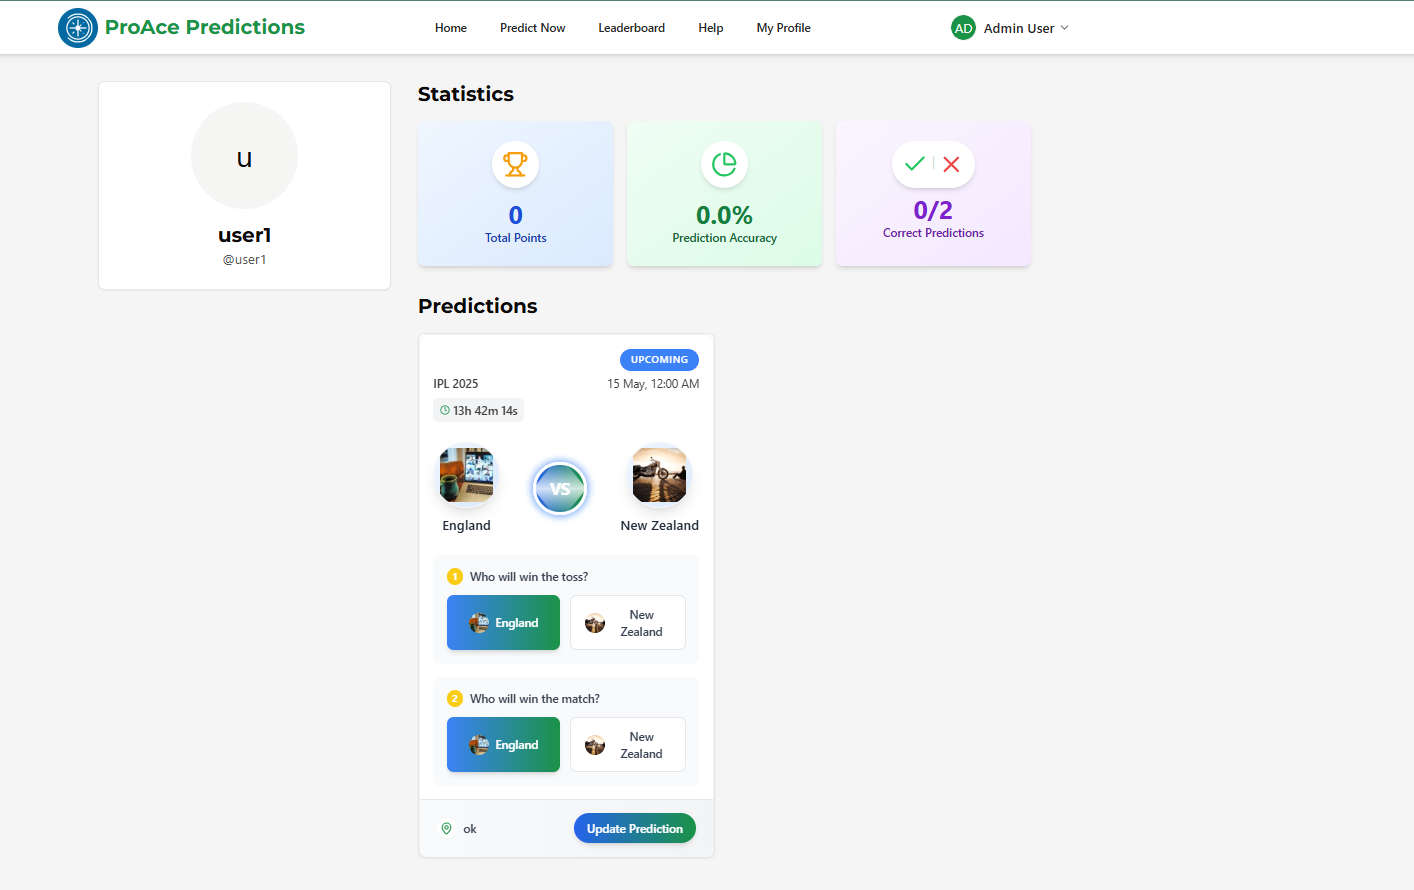 ProAce Predictions
Home
Predict Now
Leaderboard
Help
My Profile
AD
Admin User
u
user1
@user1
Statistics
0
Total Points
0.0%
Prediction Accuracy
0/2
Correct Predictions
Predictions
UPCOMING
IPL 2025
15 May, 12:00 AM
13h 42m 14s
VS
England
New Zealand
1 Who will win the toss?
England
New
Zealand
2 Who will win the match?
England
New
Zealand
ok
Update Prediction